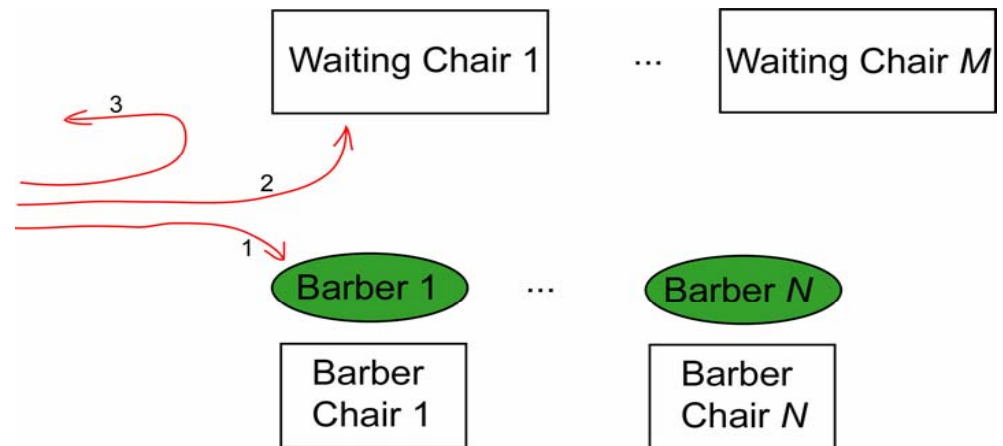 Waiting Chair 1
...
Waiting Chair M
3
2
1
Barber 1
...
Barber N
Barber
Chair 1
Barber
Chair N